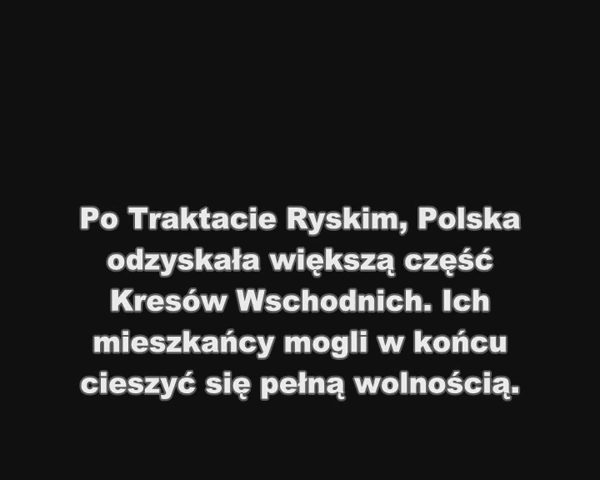 Po Traktacie Ryskim, Polska
odzyskała większą część
Kresów Wschodnich. Ich
mieszkańcy mogli w końcu
cieszyć się pełną wolnością.